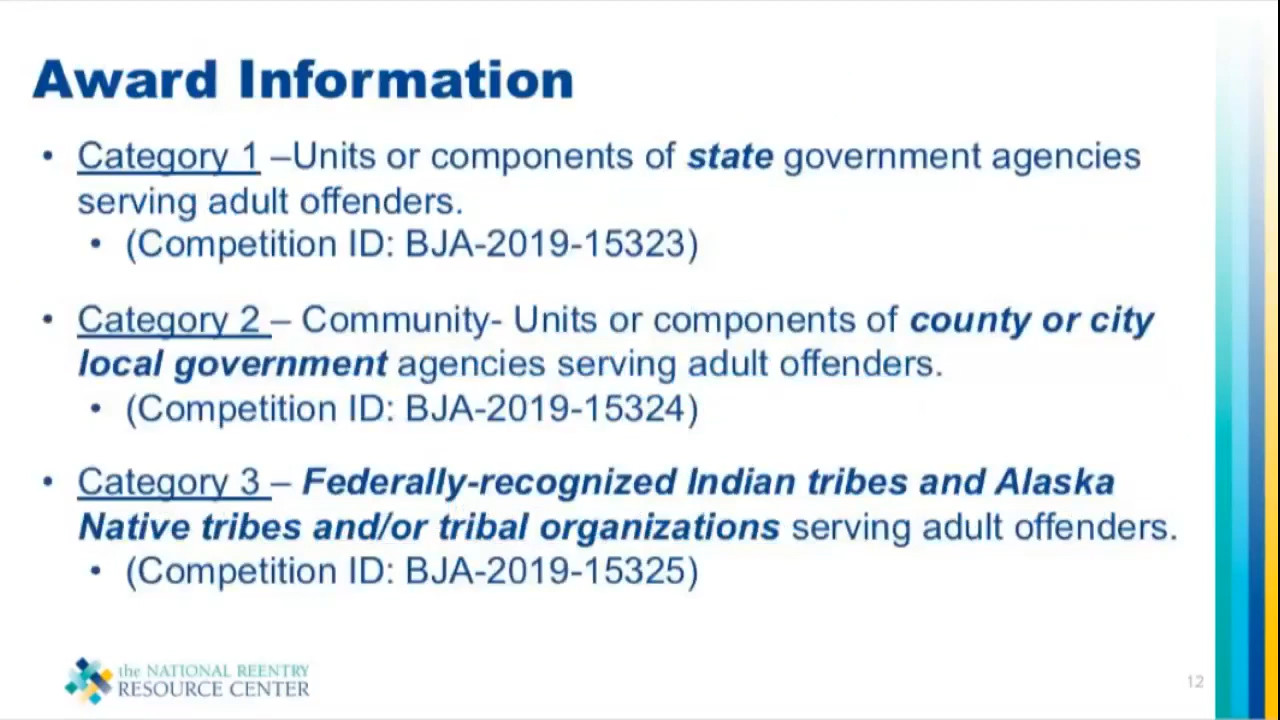 Award Information
• Category 1 –Units or components of state government agencies
serving adult offenders.
• (Competition ID: BJA-2019-15323)
• Category 2 – Community- Units or components of county or city
local government agencies serving adult offenders.
• (Competition ID: BJA-2019-15324)
• Category 3 – Federally-recognized Indian tribes and Alaska
Native tribes and/or tribal organizations serving adult offenders.
• (Competition ID: BJA-2019-15325)
the NATIONAL REENTRY
RESOURCE CENTER
12